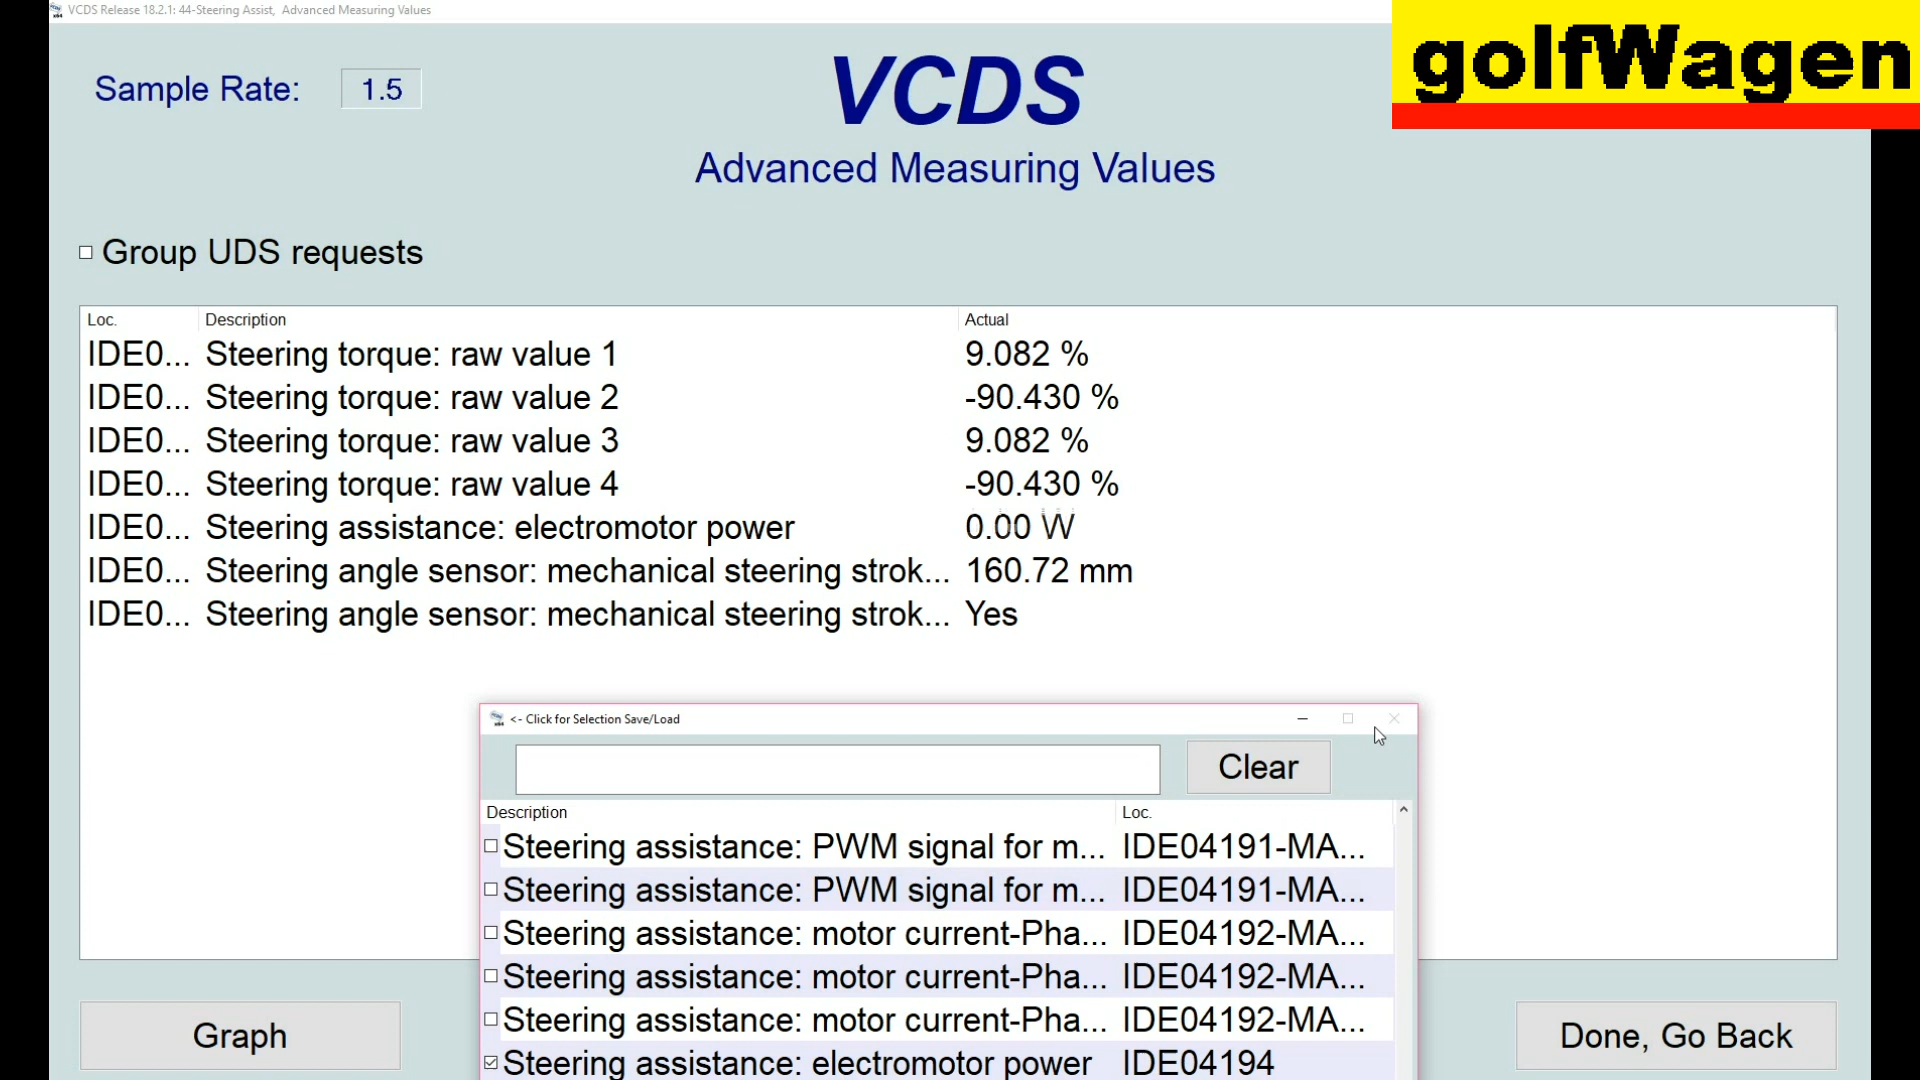 VCDS Release 18.2.1: 44-Steering Assist, Advanced Measuring Values
golfWagen
Sample Rate: 1.5
VCDS
Advanced Measuring Values
Group UDS requests
Loc. Description Actual
IDE0... Steering torque: raw value 1 9.082 %
IDE0... Steering torque: raw value 2 -90.430 %
IDE0... Steering torque: raw value 3 9.082 %
IDE0... Steering torque: raw value 4 -90.430 %
IDE0... Steering assistance: electromotor power 0.00 W
IDE0... Steering angle sensor: mechanical steering strok... 160.72 mm
IDE0... Steering angle sensor: mechanical steering strok... Yes
<- Click for Selection Save/Load
Clear
Description Loc.
Steering assistance: PWM signal for m... IDE04191-MA...
Steering assistance: PWM signal for m... IDE04191-MA...
Steering assistance: motor current-Pha... IDE04192-MA...
Steering assistance: motor current-Pha... IDE04192-MA...
Steering assistance: motor current-Pha... IDE04192-MA...
Steering assistance: electromotor power IDE04194
Graph
Done, Go Back